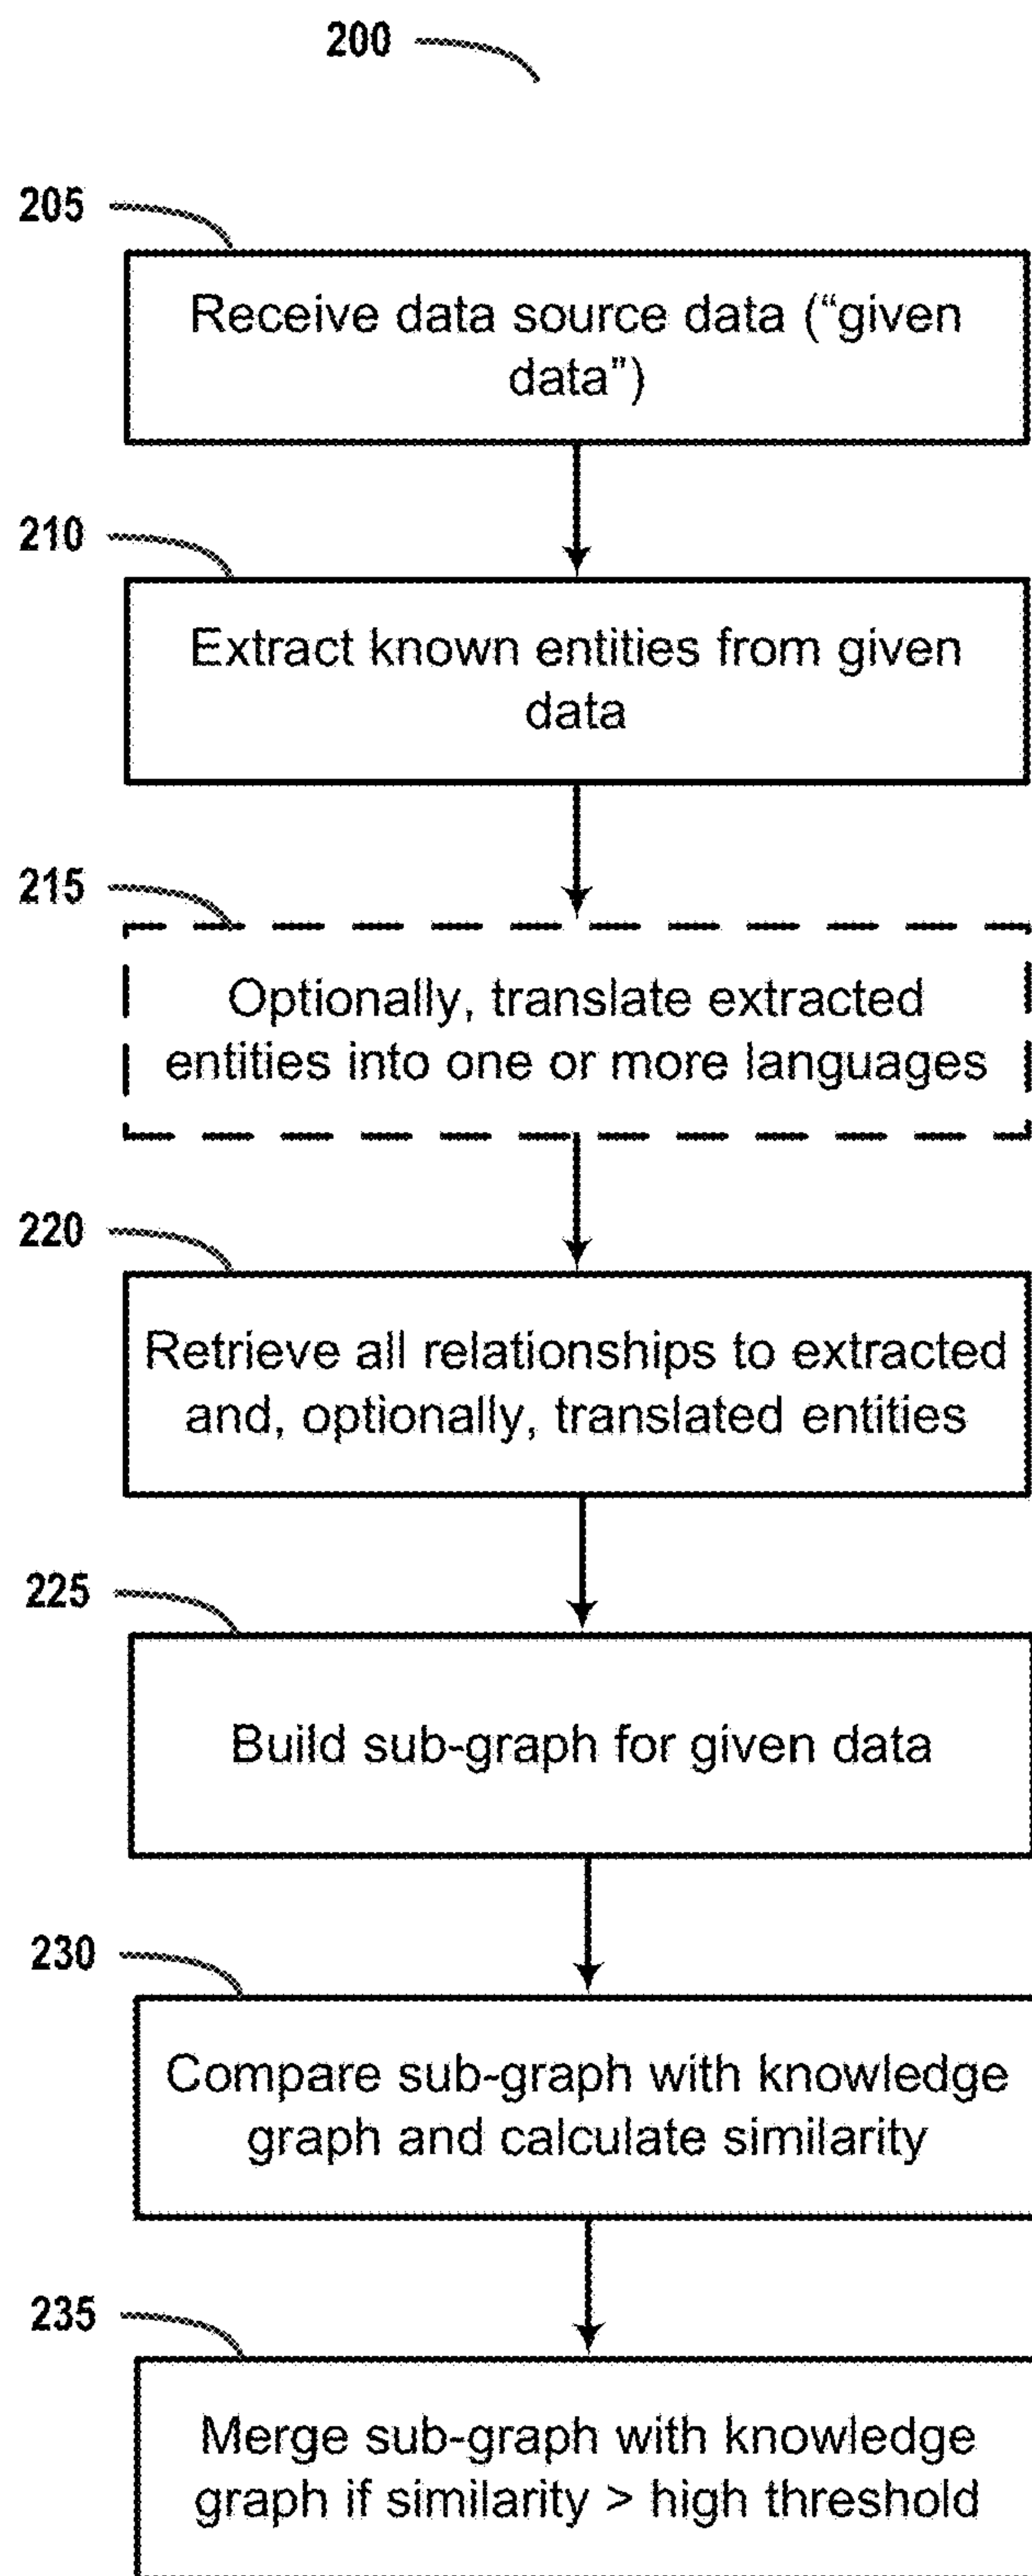 200
205
Receive data source data (“given
data”)
210
Extract known entities from given
data
215
Optionally, translate extracted
entities into one or more languages
220
Retrieve all relationships to extracted
and, optionally, translated entities
225
Build sub-graph for given data
230
Compare sub-graph with knowledge
graph and calculate similarity
235
Merge sub-graph with knowledge
graph if similarity > high threshold